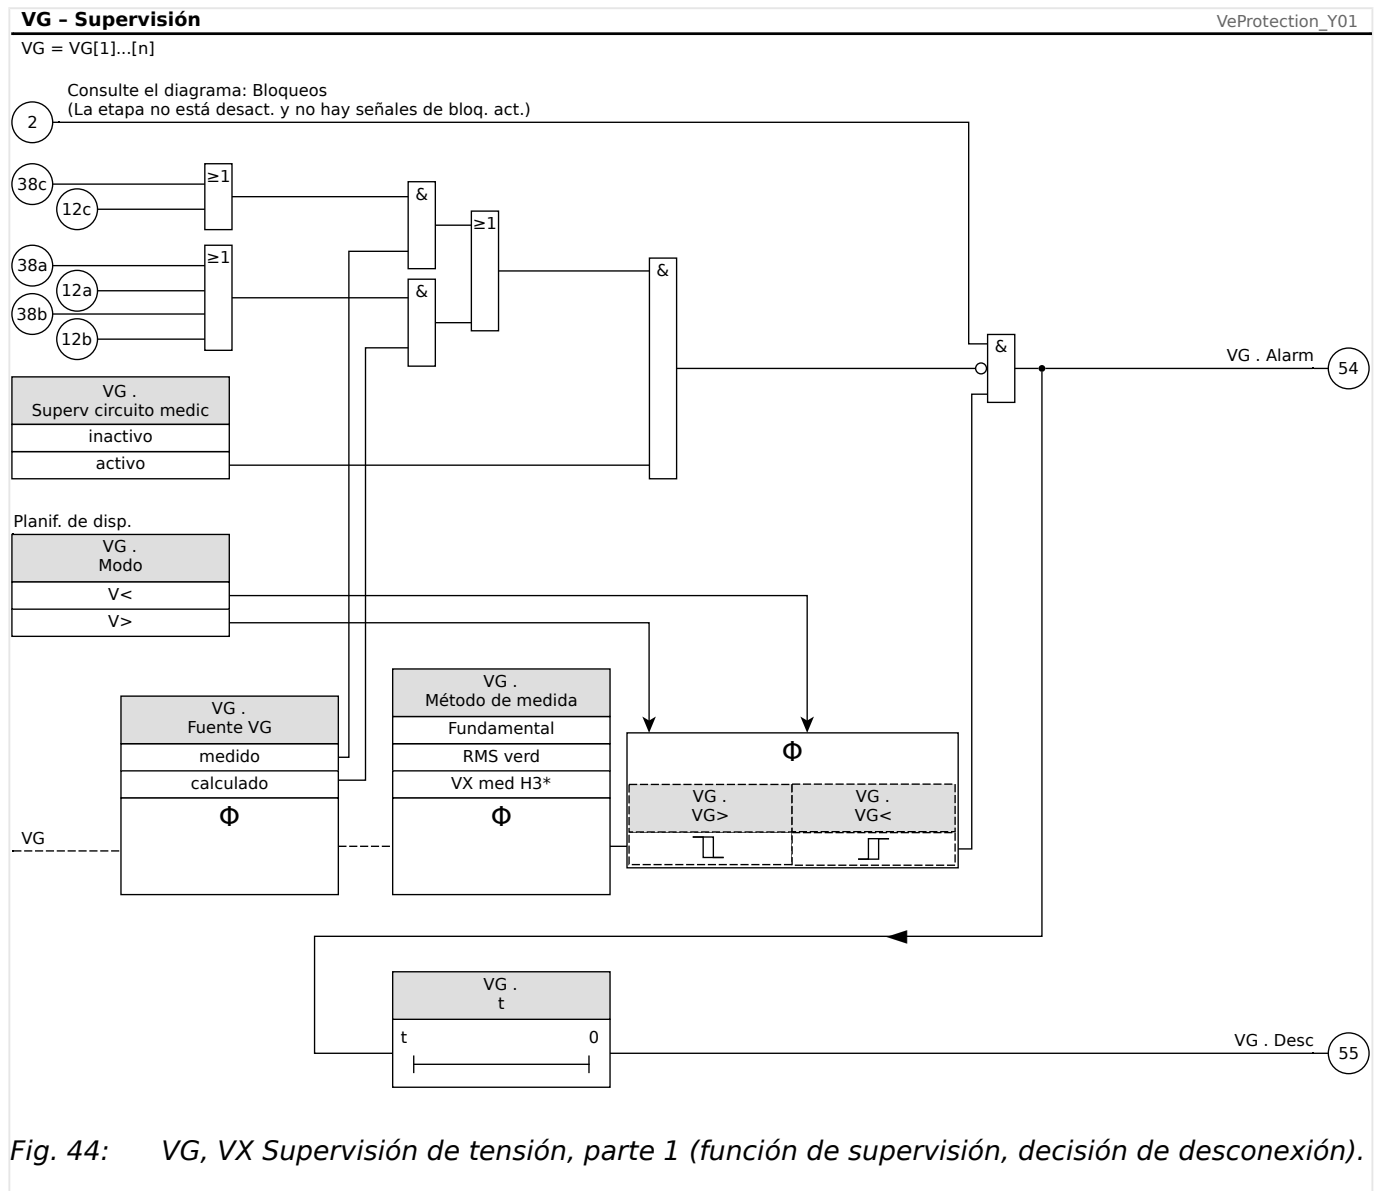 VG – Supervisión
VeProtection_Y01
VG = VG[1]...[n]
Consulte el diagrama: Bloqueos
(La etapa no está desact. y no hay señales de bloq. act.)
2
38c
12c
≥1
&
≥1
38a
12a
38b
12b
≥1
&
&
&
VG . Alarm
54
VG .
Superv circuito medic
inactivo
activo
Planif. de disp.
VG .
Modo
V<
V>
VG .
Fuente VG
medido
calculado
Φ
VG
VG .
Método de medida
Fundamental
RMS verd
VX med H3*
Φ
Φ
VG .
VG>
VG .
VG<
VG .
t
t
0
VG . Desc
55
Fig. 44: VG, VX Supervisión de tensión, parte 1 (función de supervisión, decisión de desconexión).